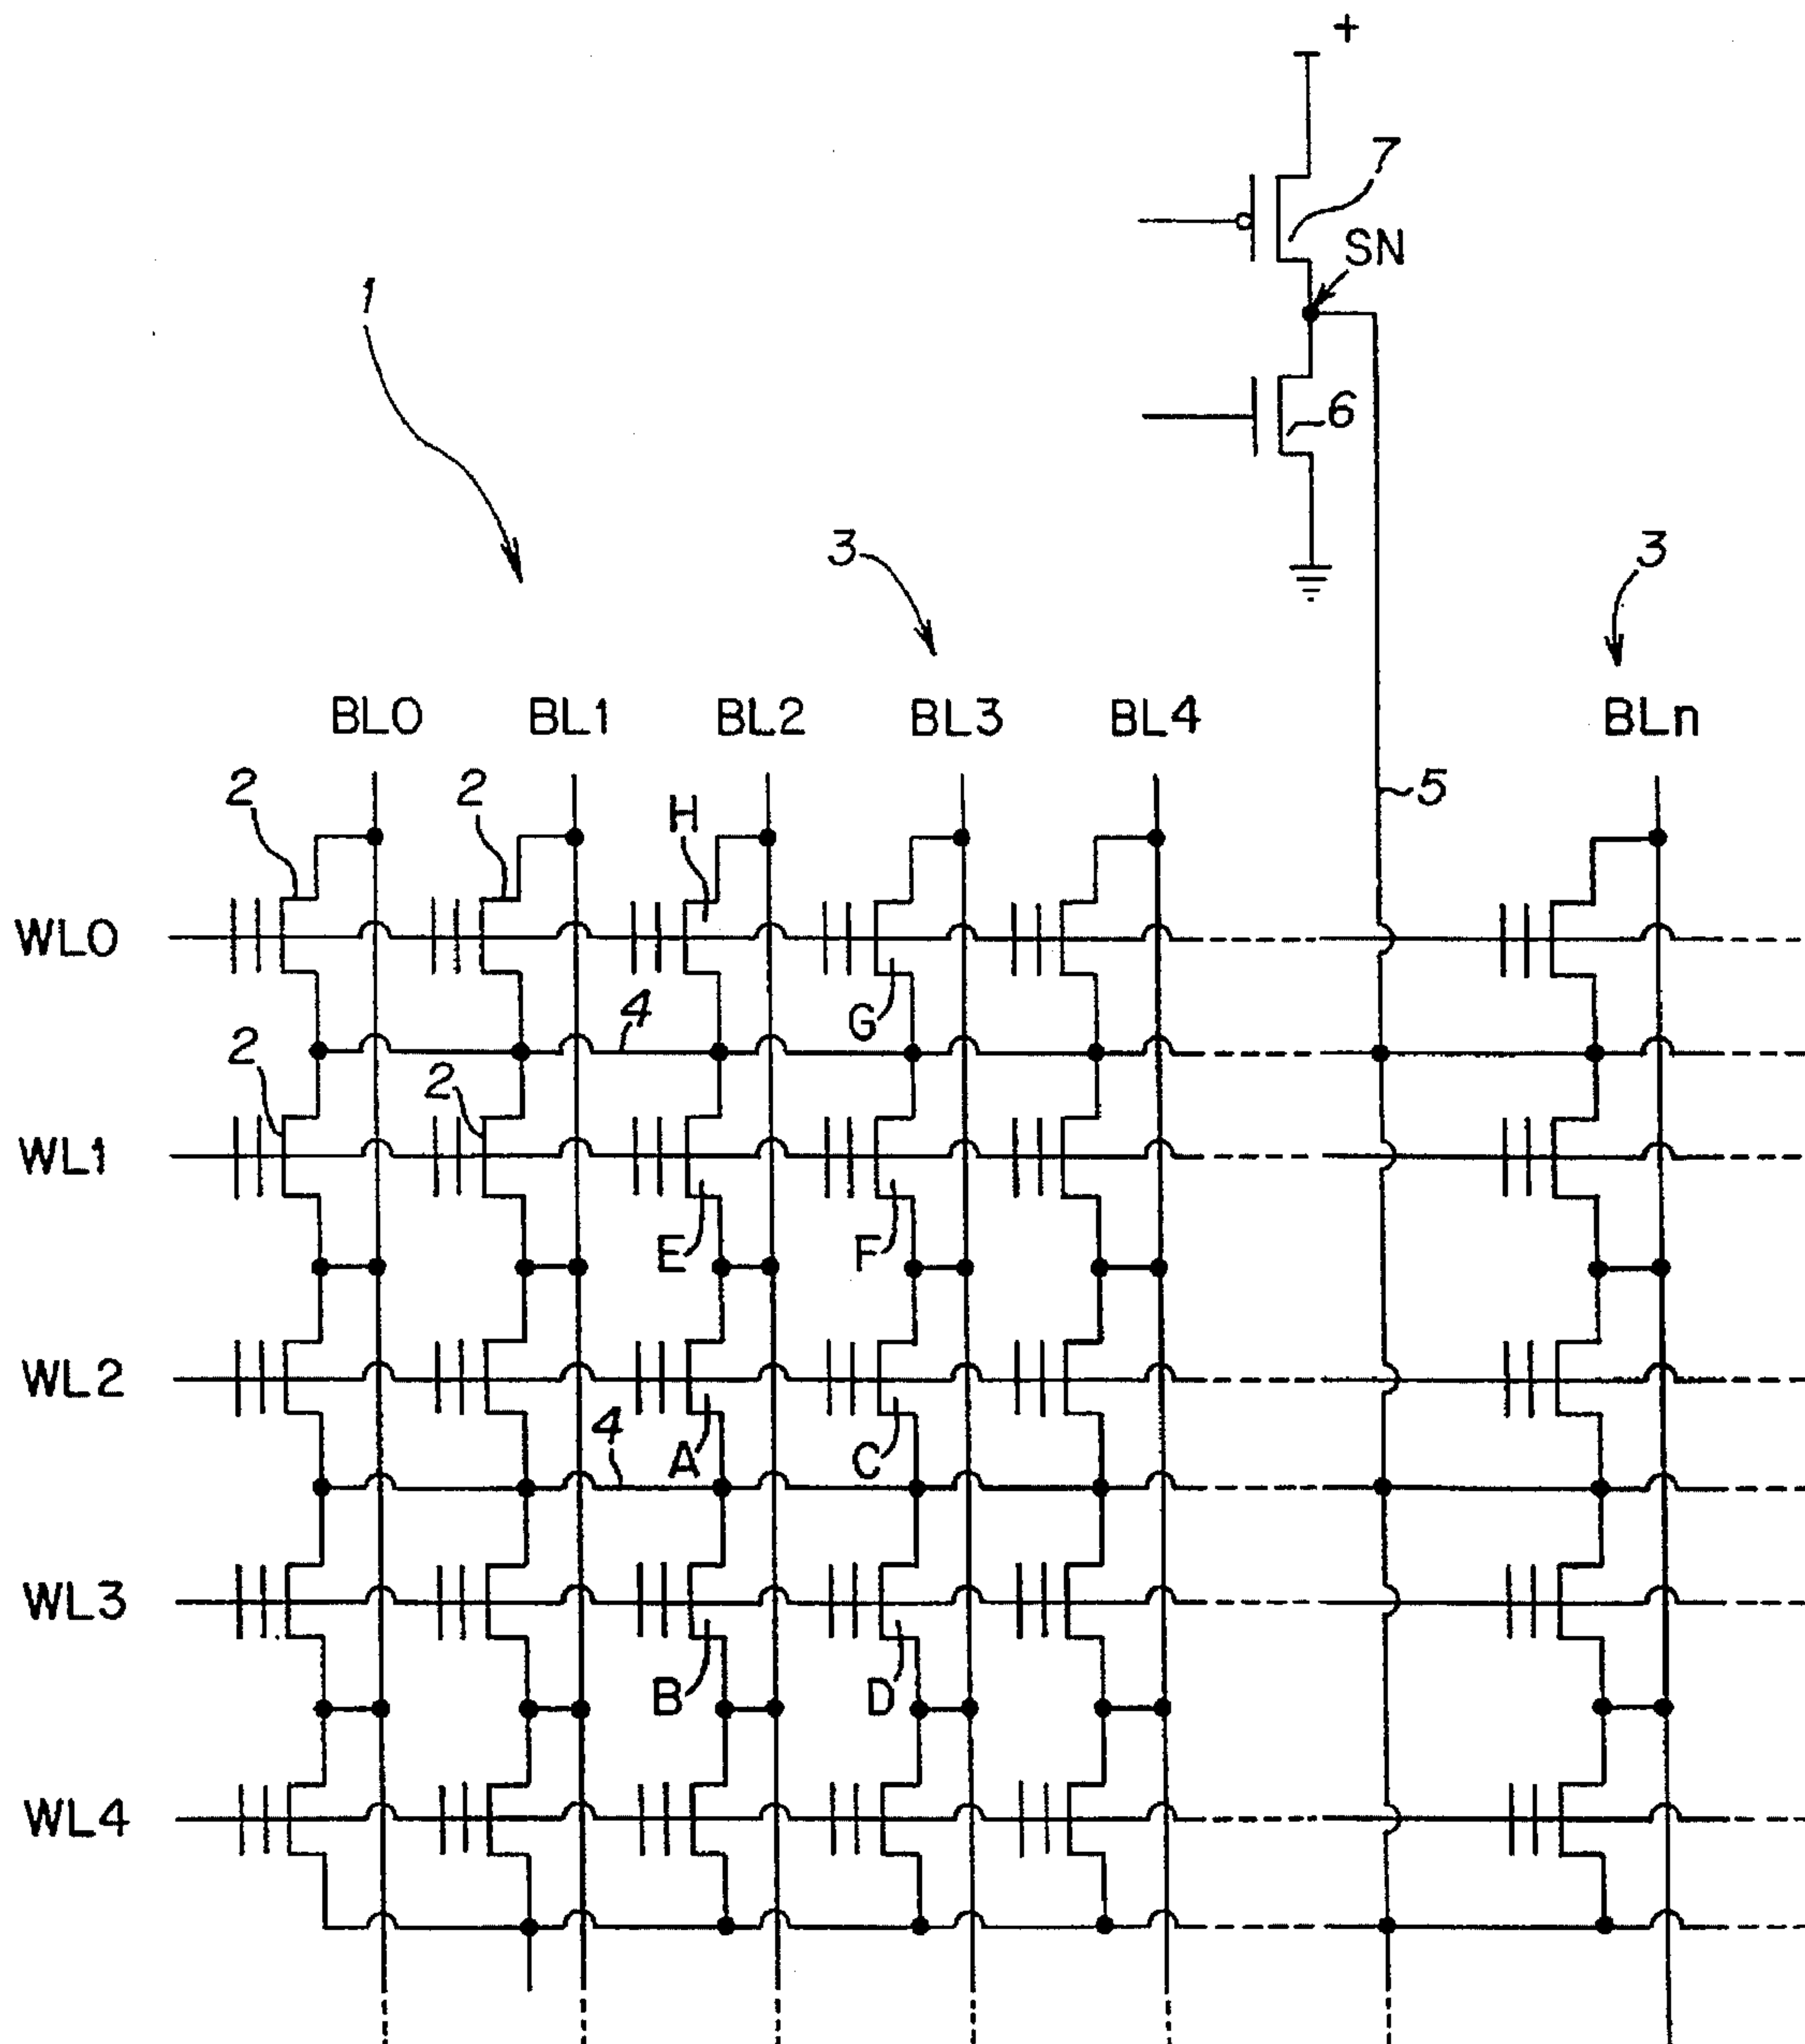 +
7
SN
1
6
3
3
BL0 BL1 BL2 BL3 BL4 BLn
2 2 H 5
WL0
G
4
2 2
WL1
E F
WL2
4 A C
WL3
B D
WL4